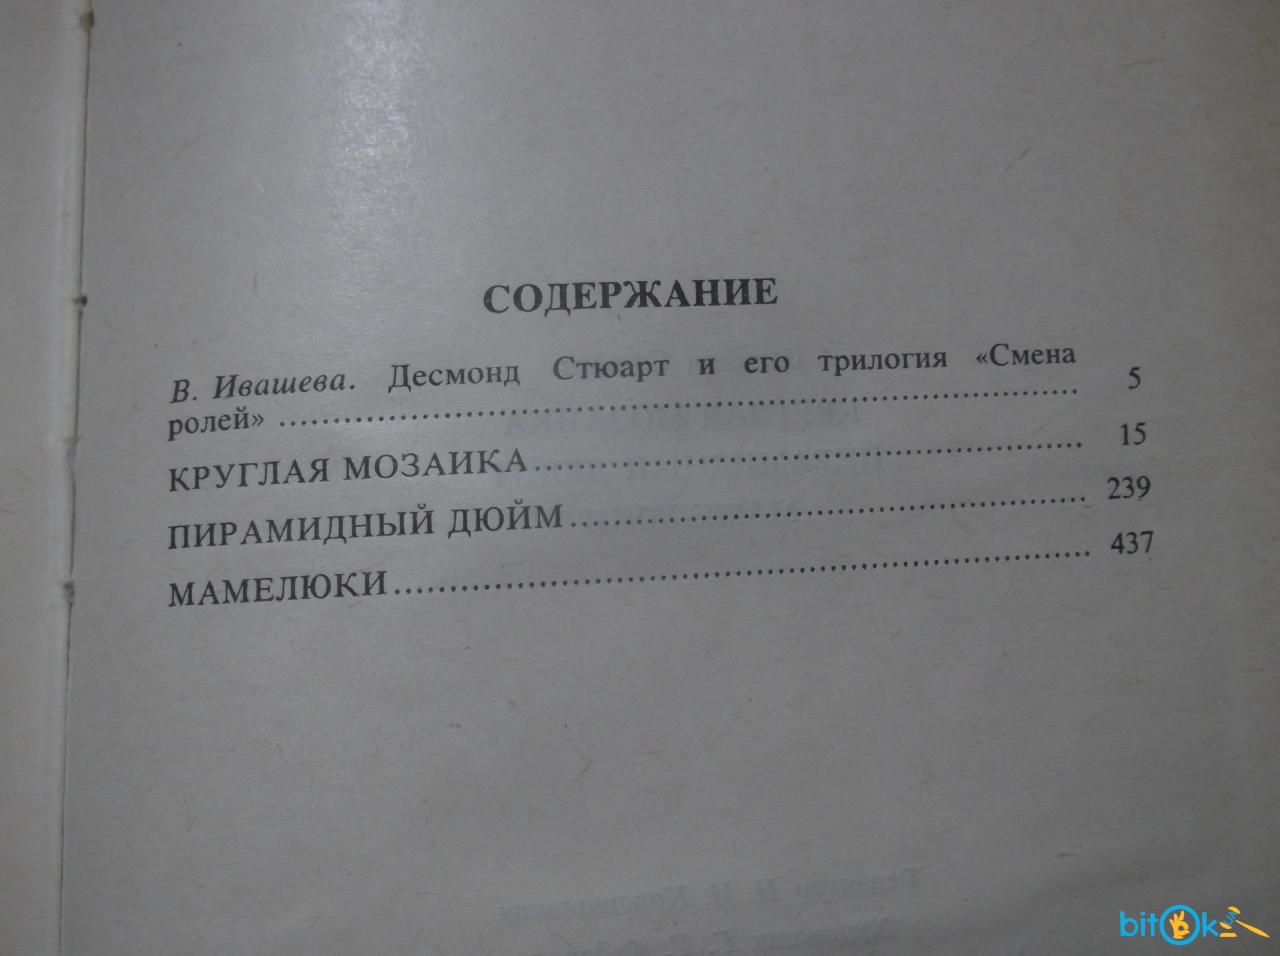 СОДЕРЖАНИЕ
В. Ивашева. Десмонд Стюарт и его трилогия «Смена
ролей» ........................................................................ 5
КРУГЛАЯ МОЗАИКА ................................................ 15
ПИРАМИДНЫЙ ДЮЙМ ............................................. 239
МАМЕЛЮКИ ............................................................ 437
bitOk